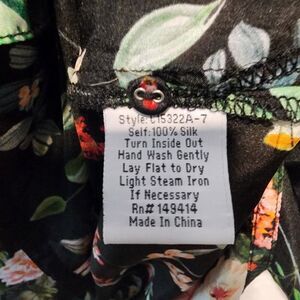 Style: C15322A-7
Self:100% Silk
Turn Inside Out
Hand Wash Gently
Lay Flat to Dry
Light Steam Iron
If Necessary
Rn# 149414
Made In China